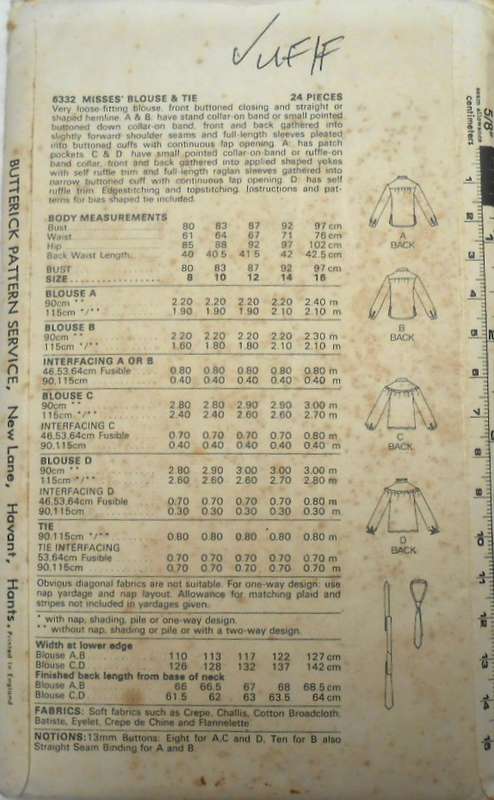 6332 MISSES' BLOUSE & TIE 24 PIECES
Very loose-fitting blouse, front buttoned closing and straight or
shaped hemline. A & B: have stand collar-on band or small pointed
buttoned down collar-on band, front and back gathered into
slightly forward shoulder seams and full-length sleeves pleated
into buttoned cuffs with continuous lap opening. A: has patch
pockets. C & D: have small pointed collar-on-band or ruffle-on
band collar, front and back gathered into applied shaped yokes
with self ruffle trim and full-length raglan sleeves gathered into
narrow buttoned cuff with continuous lap opening. D: has self
ruffle trim. Edgestitching and topstitching. Instructions and pat-
terns for bias shaped tie included.
BODY MEASUREMENTS
Bust 80 83 87 92 97 cm
Waist 61 64 67 71 76 cm
Hip 85 88 92 97 102 cm
Back Waist Length 40 40.5 41.5 42 42.5 cm
BUST 80 83 87 92 97 cm
SIZE 8 10 12 14 16
BLOUSE A
90cm ** 2.20 2.20 2.20 2.20 2.40 m
115cm */** 1.90 1.90 1.90 2.10 2.10 m
BLOUSE B
90cm ** 2.20 2.20 2.20 2.20 2.30 m
115cm */** 1.60 1.80 1.80 2.10 2.10 m
INTERFACING A OR B
46,53,64cm Fusible 0.80 0.80 0.80 0.80 0.80 m
90,115cm 0.40 0.40 0.40 0.40 0.40 m
BLOUSE C
90cm ** 2.80 2.80 2.90 2.90 3.00 m
115cm */** 2.40 2.40 2.60 2.60 2.70 m
INTERFACING C
46,53,64cm Fusible 0.70 0.70 0.70 0.70 0.80 m
90,115cm 0.40 0.40 0.40 0.40 0.40 m
BLOUSE D
90cm ** 2.80 2.90 3.00 3.00 3.00 m
115cm */** 2.60 2.60 2.60 2.70 2.80 m
INTERFACING D
46,53,64cm Fusible 0.70 0.70 0.70 0.70 0.80 m
90,115cm 0.30 0.30 0.30 0.30 0.30 m
TIE
90,115cm */** 0.80 0.80 0.80 0.80 0.80 m
TIE INTERFACING
53,64cm Fusible 0.70 0.70 0.70 0.70 0.70 m
90,115cm 0.70 0.70 0.70 0.70 0.70 m
Obvious diagonal fabrics are not suitable. For one-way design: use
nap yardage and nap layout. Allowance for matching plaid and
stripes not included in yardages given.
* with nap, shading, pile or one-way design.
** without nap, shading or pile or with a two-way design.
Width at lower edge
Blouse A,B 110 113 117 122 127 cm
Blouse C,D 126 128 132 137 142 cm
Finished back length from base of neck
Blouse A,B 66 66.5 67 68 68.5 cm
Blouse C,D 61.5 62 63 63.5 64 cm
FABRICS: Soft fabrics such as Crepe, Challis, Cotton Broadcloth,
Batiste, Eyelet, Crepe de Chine and Flannelette.
NOTIONS: 13mm Buttons: Eight for A,C and D, Ten for B also
Straight Seam Binding for A and B.
A
BACK
B
BACK
C
BACK
D
BACK
BUTTERICK PATTERN SERVICE, New Lane, Havant, Hants. Printed in England
5/8"
seam allowance
centimeters